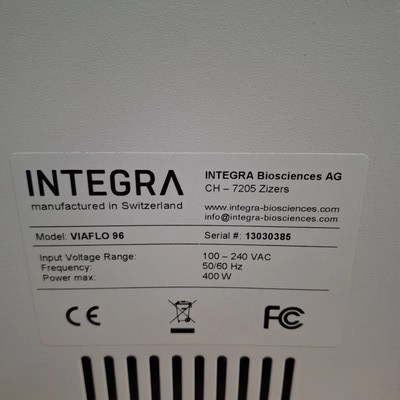 INTEGRA
manufactured in Switzerland
INTEGRA Biosciences AG
CH – 7205 Zizers
www.integra-biosciences.com
info@integra-biosciences.com
Model: VIAFLO 96
Serial #: 13030385
Input Voltage Range: 100 – 240 VAC
Frequency: 50/60 Hz
Power max: 400 W
CE
FC